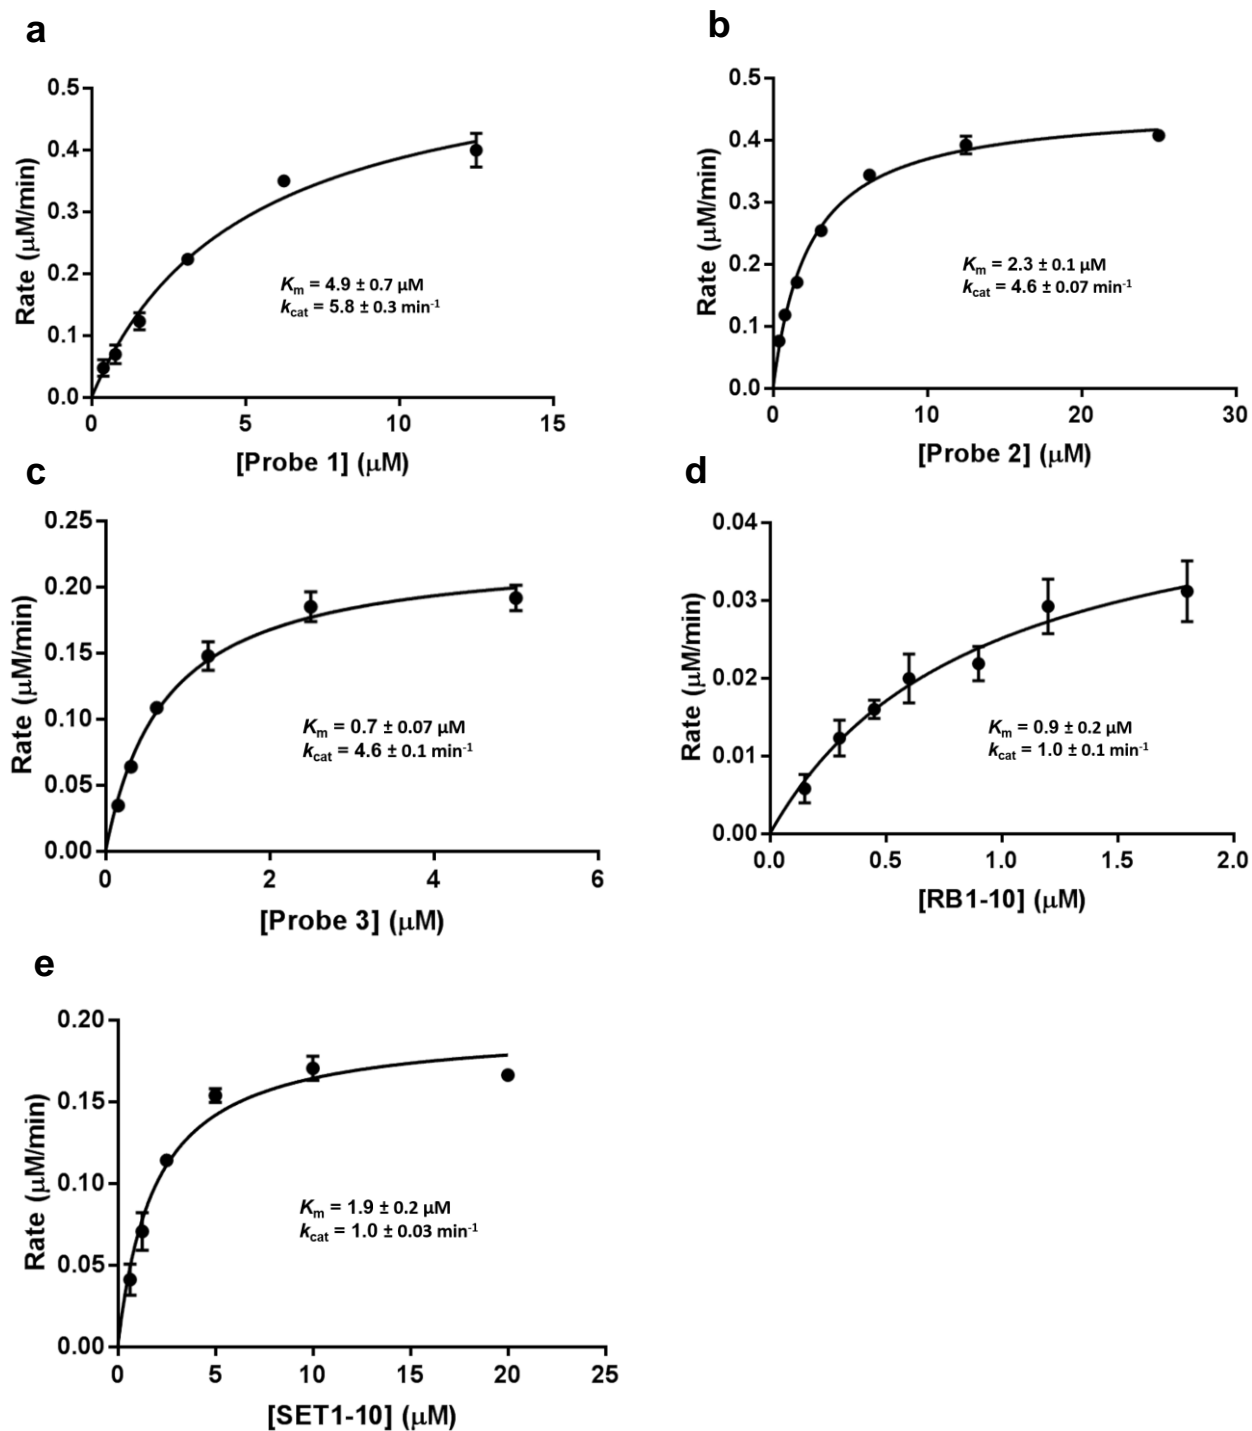 a
0.5
0.4
0.3
0.2
0.1
0.0
Rate (μM/min)
Km = 4.9 ± 0.7 μM
kcat = 5.8 ± 0.3 min-1
0 5 10 15
[Probe 1] (μM)
b
0.5
0.4
0.3
0.2
0.1
0.0
Rate (μM/min)
Km = 2.3 ± 0.1 μM
kcat = 4.6 ± 0.07 min-1
0 10 20 30
[Probe 2] (μM)
c
0.25
0.20
0.15
0.10
0.05
0.00
Rate (μM/min)
Km = 0.7 ± 0.07 μM
kcat = 4.6 ± 0.1 min-1
0 2 4 6
[Probe 3] (μM)
d
0.04
0.03
0.02
0.01
0.00
Rate (μM/min)
Km = 0.9 ± 0.2 μM
kcat = 1.0 ± 0.1 min-1
0.0 0.5 1.0 1.5 2.0
[RB1-10] (μM)
e
0.20
0.15
0.10
0.05
0.00
Rate (μM/min)
Km = 1.9 ± 0.2 μM
kcat = 1.0 ± 0.03 min-1
0 5 10 15 20 25
[SET1-10] (μM)